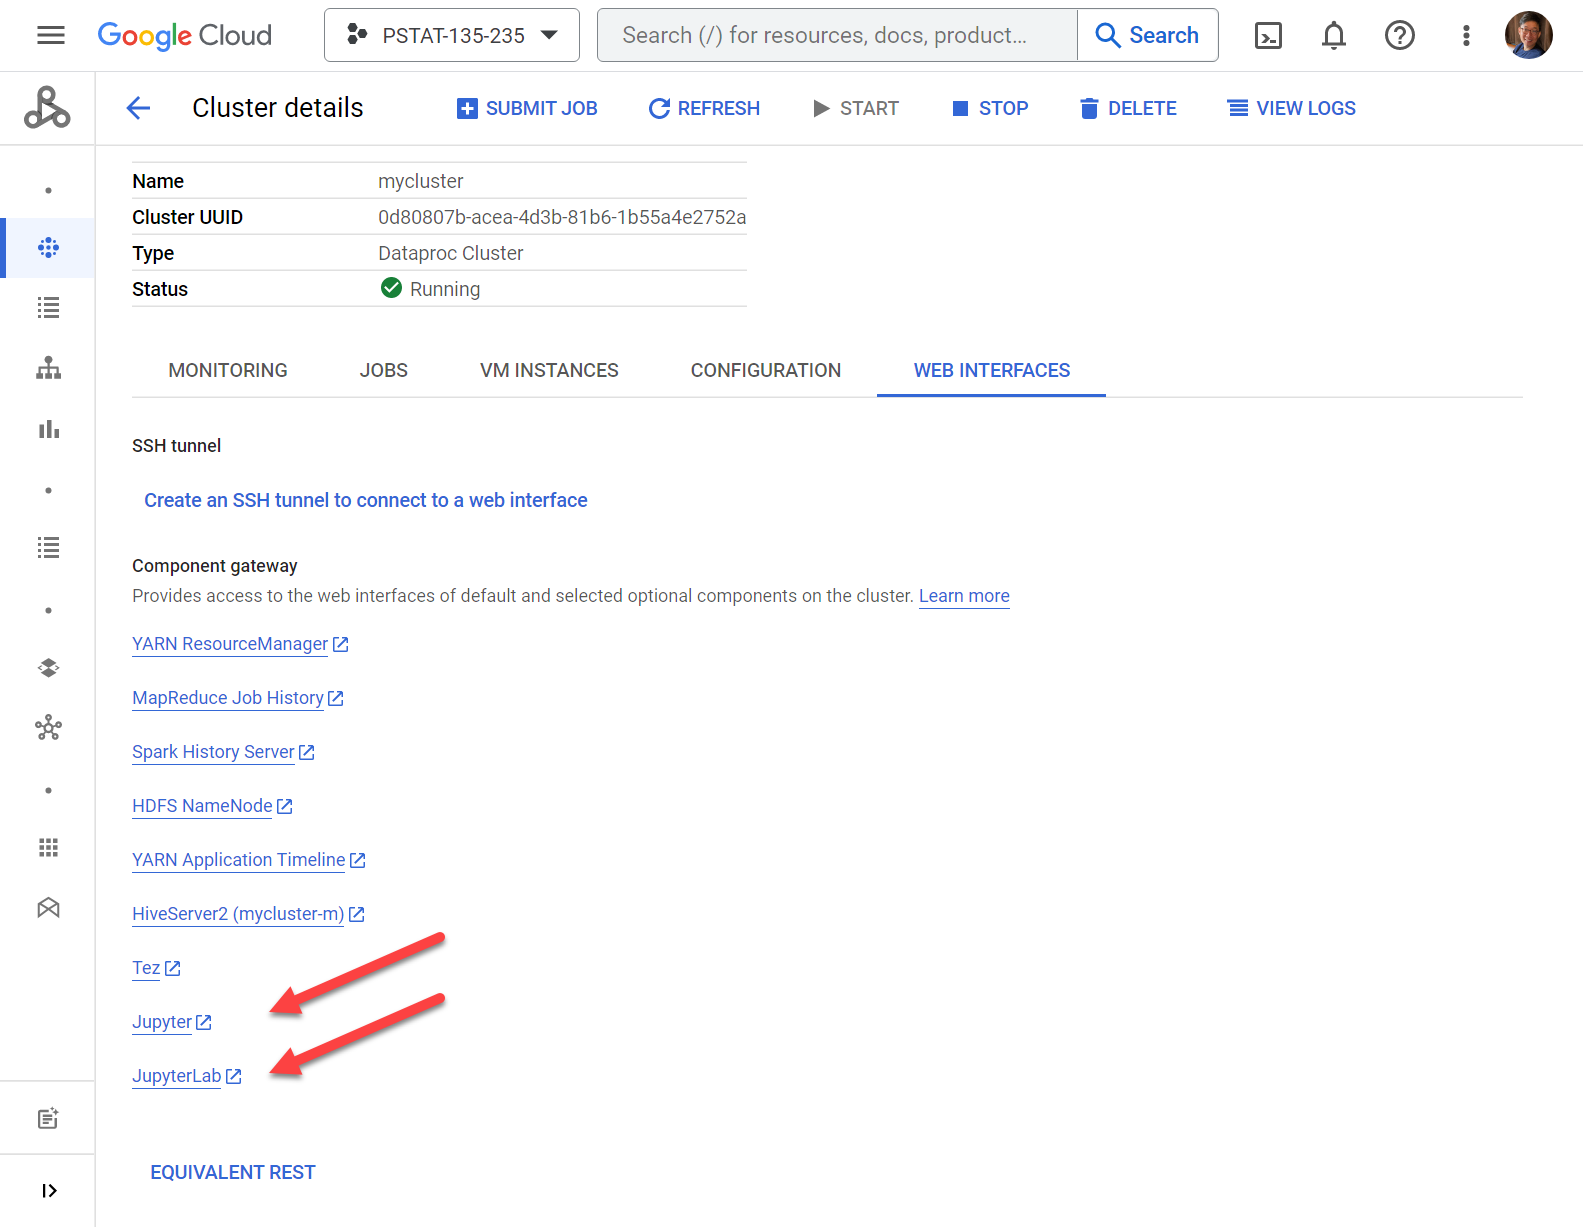 Google Cloud
PSTAT-135-235
Search (/) for resources, docs, product...
Search
Cluster details
SUBMIT JOB
REFRESH
START
STOP
DELETE
VIEW LOGS
Name mycluster
Cluster UUID 0d80807b-acea-4d3b-81b6-1b55a4e2752a
Type Dataproc Cluster
Status Running
MONITORING
JOBS
VM INSTANCES
CONFIGURATION
WEB INTERFACES
SSH tunnel
Create an SSH tunnel to connect to a web interface
Component gateway
Provides access to the web interfaces of default and selected optional components on the cluster. Learn more
YARN ResourceManager
MapReduce Job History
Spark History Server
HDFS NameNode
YARN Application Timeline
HiveServer2 (mycluster-m)
Tez
Jupyter
JupyterLab
EQUIVALENT REST